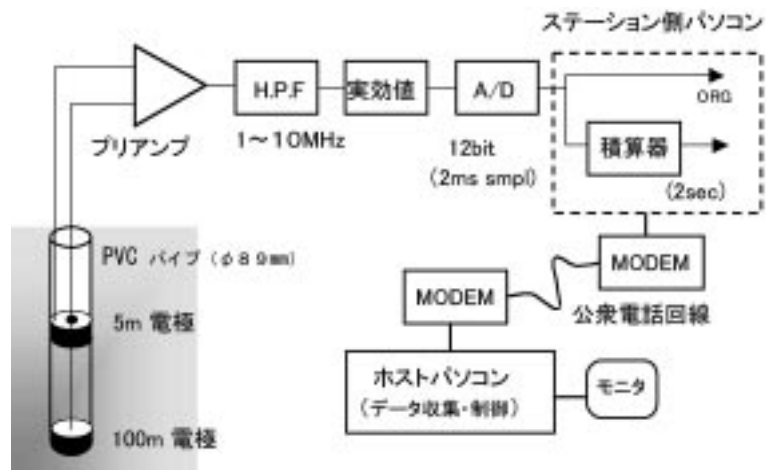 ステーション側パソコン
プリアンプ
H.P.F
1～10MHz
実効値
A/D
12bit
(2ms smpl)
ORG
積算器
(2sec)
PVC パイプ（φ89㎜）
5m 電極
100m 電極
MODEM
MODEM
公衆電話回線
ホストパソコン
（データ収集・制御）
モニタ